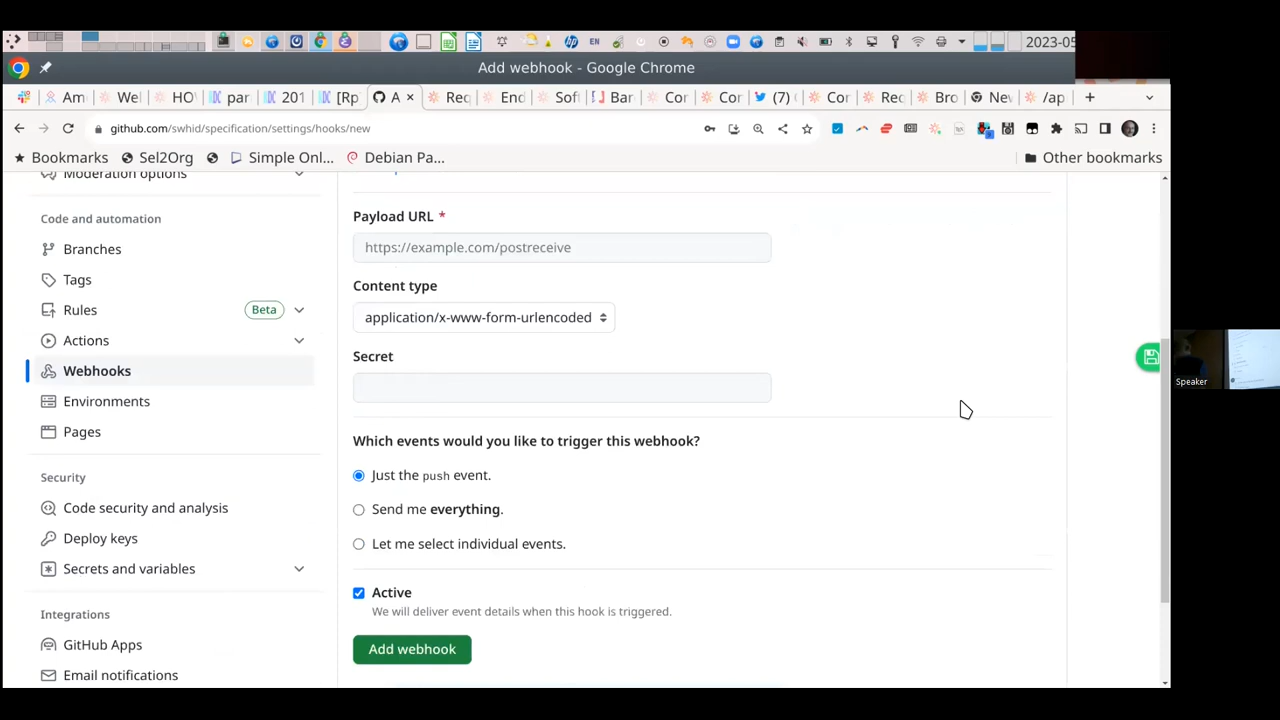 EN
2023-05
Add webhook - Google Chrome
Am
Wel
HO
par
201
[Rp
A
Rec
End
Soft
Bar
Cor
Cor
(7)
Cor
Rec
Bro
Nev
/ap
github.com/swhid/specification/settings/hooks/new
Bookmarks
Sel2Org
Simple Onl...
Debian Pa...
Other bookmarks
Moderation options
Code and automation
Branches
Tags
Rules
Beta
Actions
Webhooks
Environments
Pages
Security
Code security and analysis
Deploy keys
Secrets and variables
Integrations
GitHub Apps
Email notifications
Payload URL *
https://example.com/postreceive
Content type
application/x-www-form-urlencoded
Secret
Which events would you like to trigger this webhook?
Just the push event.
Send me everything.
Let me select individual events.
Active
We will deliver event details when this hook is triggered.
Add webhook
Speaker